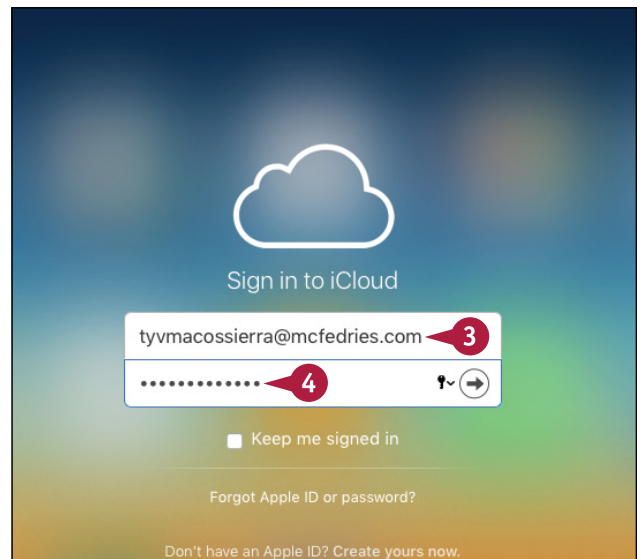 Sign in to iCloud
tyvmacossierra@mcfedries.com 3
••••••••••••• 4
Keep me signed in
Forgot Apple ID or password?
Don't have an Apple ID? Create yours now.